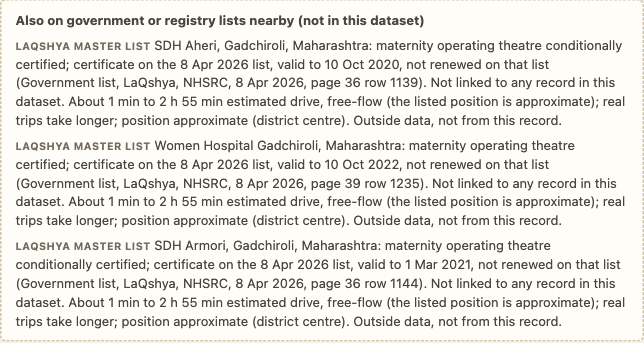 Also on government or registry lists nearby (not in this dataset)
LAQSHYA MASTER LIST SDH Aheri, Gadchiroli, Maharashtra: maternity operating theatre conditionally
certified; certificate on the 8 Apr 2026 list, valid to 10 Oct 2020, not renewed on that list
(Government list, LaQshya, NHSRC, 8 Apr 2026, page 36 row 1139). Not linked to any record in this
dataset. About 1 min to 2 h 55 min estimated drive, free-flow (the listed position is approximate); real
trips take longer; position approximate (district centre). Outside data, not from this record.
LAQSHYA MASTER LIST Women Hospital Gadchiroli, Maharashtra: maternity operating theatre
certified; certificate on the 8 Apr 2026 list, valid to 10 Oct 2022, not renewed on that list
(Government list, LaQshya, NHSRC, 8 Apr 2026, page 39 row 1235). Not linked to any record in this
dataset. About 1 min to 2 h 55 min estimated drive, free-flow (the listed position is approximate); real
trips take longer; position approximate (district centre). Outside data, not from this record.
LAQSHYA MASTER LIST SDH Armori, Gadchiroli, Maharashtra: maternity operating theatre
conditionally certified; certificate on the 8 Apr 2026 list, valid to 1 Mar 2021, not renewed on that list
(Government list, LaQshya, NHSRC, 8 Apr 2026, page 36 row 1144). Not linked to any record in this
dataset. About 1 min to 2 h 55 min estimated drive, free-flow (the listed position is approximate); real
trips take longer; position approximate (district centre). Outside data, not from this record.